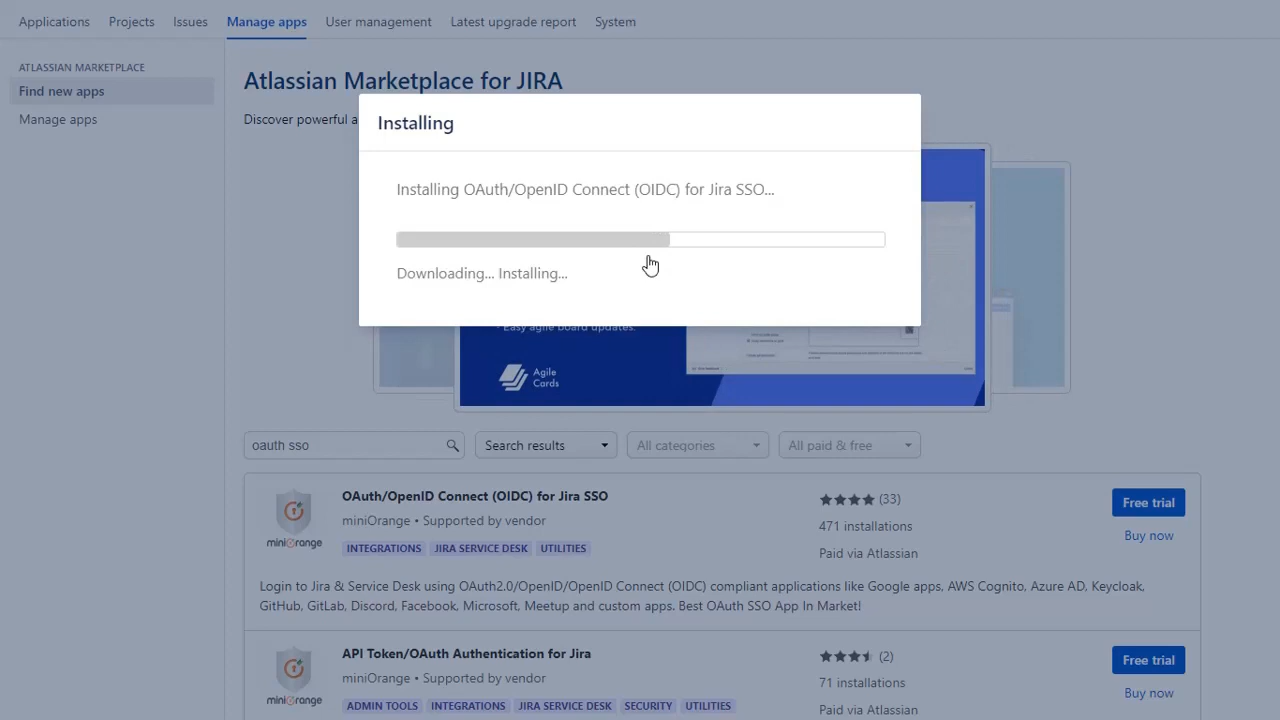 Applications Projects Issues Manage apps User management Latest upgrade report System
ATLASSIAN MARKETPLACE
Find new apps
Manage apps
Atlassian Marketplace for JIRA
Discover powerful a
Installing
Installing OAuth/OpenID Connect (OIDC) for Jira SSO...
Downloading... Installing...
• Easy agile board updates.
Agile
Cards
oauth sso
Search results
All categories
All paid & free
OAuth/OpenID Connect (OIDC) for Jira SSO
miniOrange • Supported by vendor
INTEGRATIONS JIRA SERVICE DESK UTILITIES
miniOrange
(33)
471 installations
Paid via Atlassian
Free trial
Buy now
Login to Jira & Service Desk using OAuth2.0/OpenID/OpenID Connect (OIDC) compliant applications like Google apps, AWS Cognito, Azure AD, Keycloak,
GitHub, GitLab, Discord, Facebook, Microsoft, Meetup and custom apps. Best OAuth SSO App In Market!
API Token/OAuth Authentication for Jira
miniOrange • Supported by vendor
ADMIN TOOLS INTEGRATIONS JIRA SERVICE DESK SECURITY UTILITIES
miniOrange
(2)
71 installations
Paid via Atlassian
Free trial
Buy now